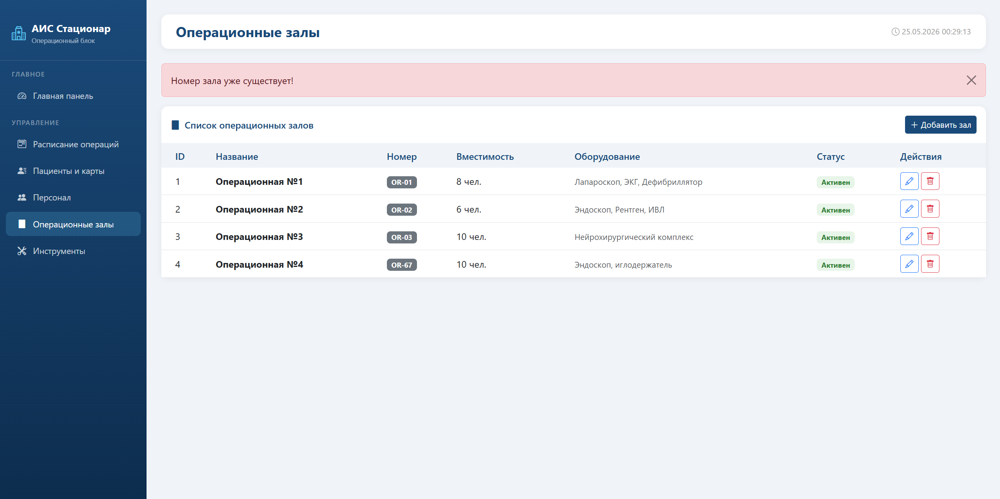 АИС Стационар
Операционный блок
ГЛАВНОЕ
Главная панель
УПРАВЛЕНИЕ
Расписание операций
Пациенты и карты
Персонал
Операционные залы
Инструменты
Операционные залы
25.05.2026 00:29:13
Номер зала уже существует!
Список операционных залов
Добавить зал
ID Название Номер Вместимость Оборудование Статус Действия
1 Операционная №1 OR-01 8 чел. Лапароскоп, ЭКГ, Дефибриллятор Активен
2 Операционная №2 OR-02 6 чел. Эндоскоп, Рентген, ИВЛ Активен
3 Операционная №3 OR-03 10 чел. Нейрохирургический комплекс Активен
4 Операционная №4 OR-67 10 чел. Эндоскоп, иглодержатель Активен